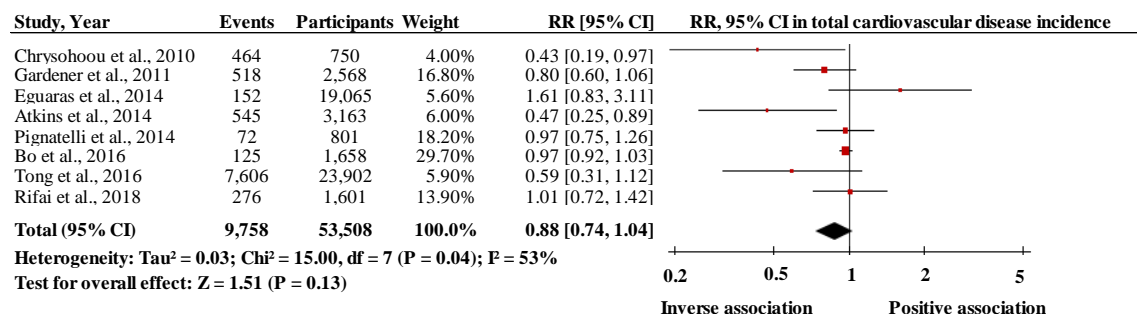 Study, Year Events Participants Weight RR [95% CI] RR, 95% CI in total cardiovascular disease incidence
Chrysohoou et al., 2010 464 750 4.00% 0.43 [0.19, 0.97]
Gardener et al., 2011 518 2,568 16.80% 0.80 [0.60, 1.06]
Eguaras et al., 2014 152 19,065 5.60% 1.61 [0.83, 3.11]
Atkins et al., 2014 545 3,163 6.00% 0.47 [0.25, 0.89]
Pignatelli et al., 2014 72 801 18.20% 0.97 [0.75, 1.26]
Bo et al., 2016 125 1,658 29.70% 0.97 [0.92, 1.03]
Tong et al., 2016 7,606 23,902 5.90% 0.59 [0.31, 1.12]
Rifai et al., 2018 276 1,601 13.90% 1.01 [0.72, 1.42]
Total (95% CI) 9,758 53,508 100.0% 0.88 [0.74, 1.04]
Heterogeneity: Tau² = 0.03; Chi² = 15.00, df = 7 (P = 0.04); I² = 53%
Test for overall effect: Z = 1.51 (P = 0.13)
0.2 0.5 1 2 5
Inverse association Positive association